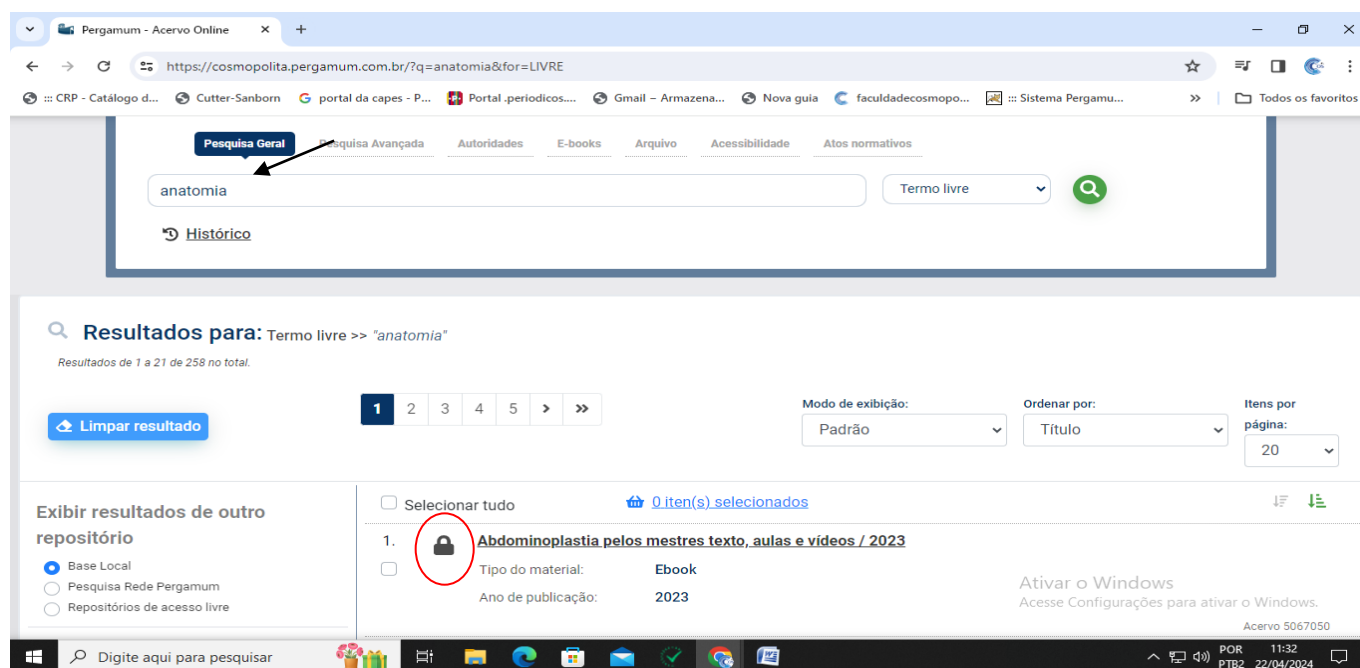 Pergamum - Acervo Online
https://cosmopolita.pergamum.com.br/?q=anatomia&for=LIVRE
::: CRP - Catálogo d... Cutter-Sanborn portal da capes - P... Portal .periodicos.... Gmail – Armazena... Nova guia faculdadecosmopo... ::: Sistema Pergamu... » Todos os favoritos
Pesquisa Geral Pesquisa Avançada Autoridades E-books Arquivo Acessibilidade Atos normativos
anatomia Termo livre
Histórico
Resultados para: Termo livre >> "anatomia"
Resultados de 1 a 21 de 258 no total.
Limpar resultado
1 2 3 4 5 › »
Modo de exibição: Ordenar por: Itens por página:
Padrão Título 20
Exibir resultados de outro
repositório
Base Local
Pesquisa Rede Pergamum
Repositórios de acesso livre
Selecionar tudo 0 iten(s) selecionados
1. Abdominoplastia pelos mestres texto, aulas e vídeos / 2023
Tipo do material: Ebook
Ano de publicação: 2023
Acervo 5067050
Ativar o Windows
Acesse Configurações para ativar o Windows.
Digite aqui para pesquisar
POR 11:32
PTB2 22/04/2024